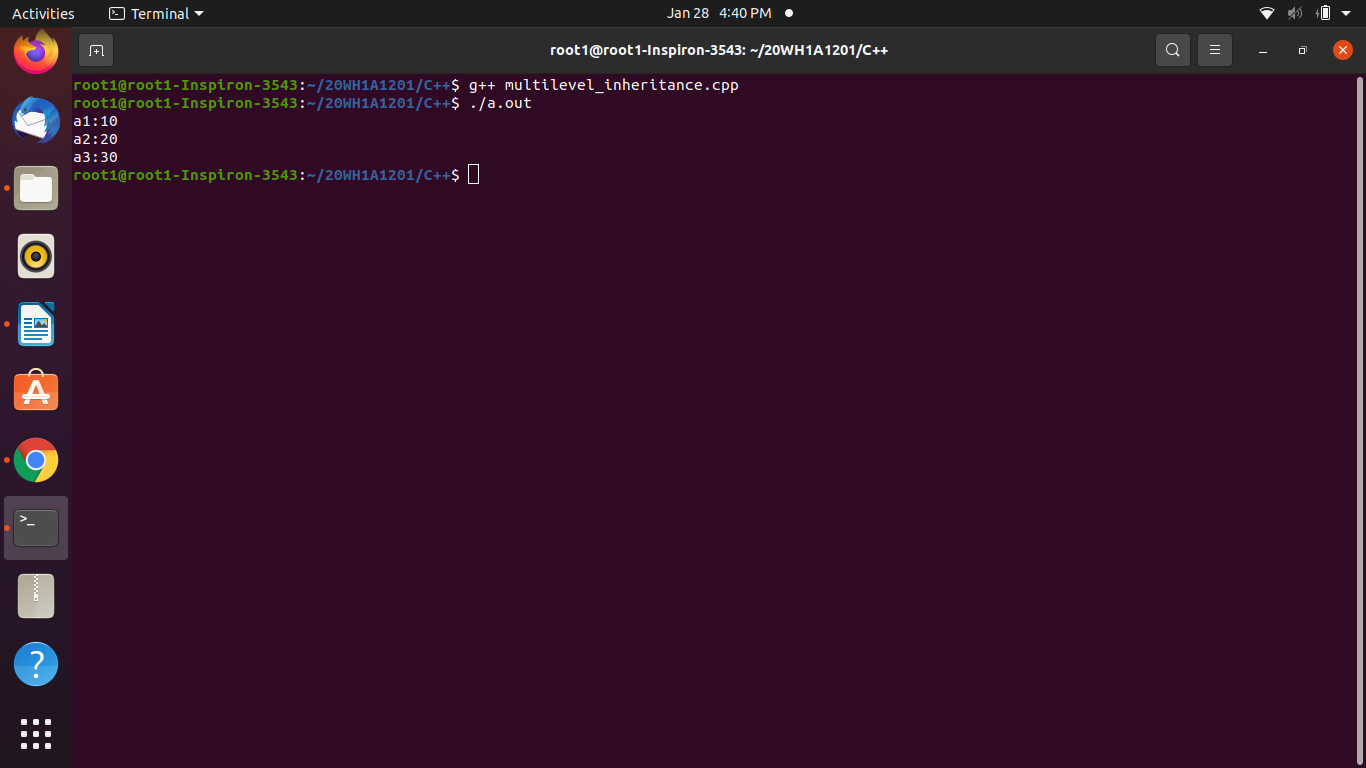 Activities
Terminal
Jan 28 4:40 PM
root1@root1-Inspiron-3543: ~/20WH1A1201/C++
root1@root1-Inspiron-3543:~/20WH1A1201/C++$ g++ multilevel_inheritance.cpp
root1@root1-Inspiron-3543:~/20WH1A1201/C++$ ./a.out
a1:10
a2:20
a3:30
root1@root1-Inspiron-3543:~/20WH1A1201/C++$